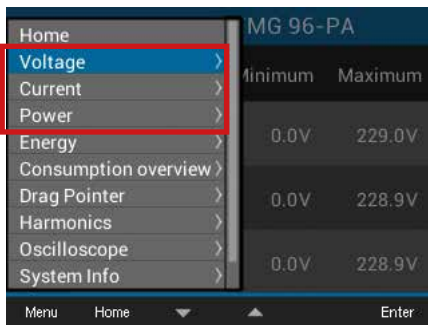 Home
Voltage
Current
Power
Energy
Consumption overview
Drag Pointer
Harmonics
Oscilloscope
System Info
MG 96-PA
Minimum Maximum
0.0V 229.0V
0.0V 228.9V
0.0V 228.9V
Menu Home Enter